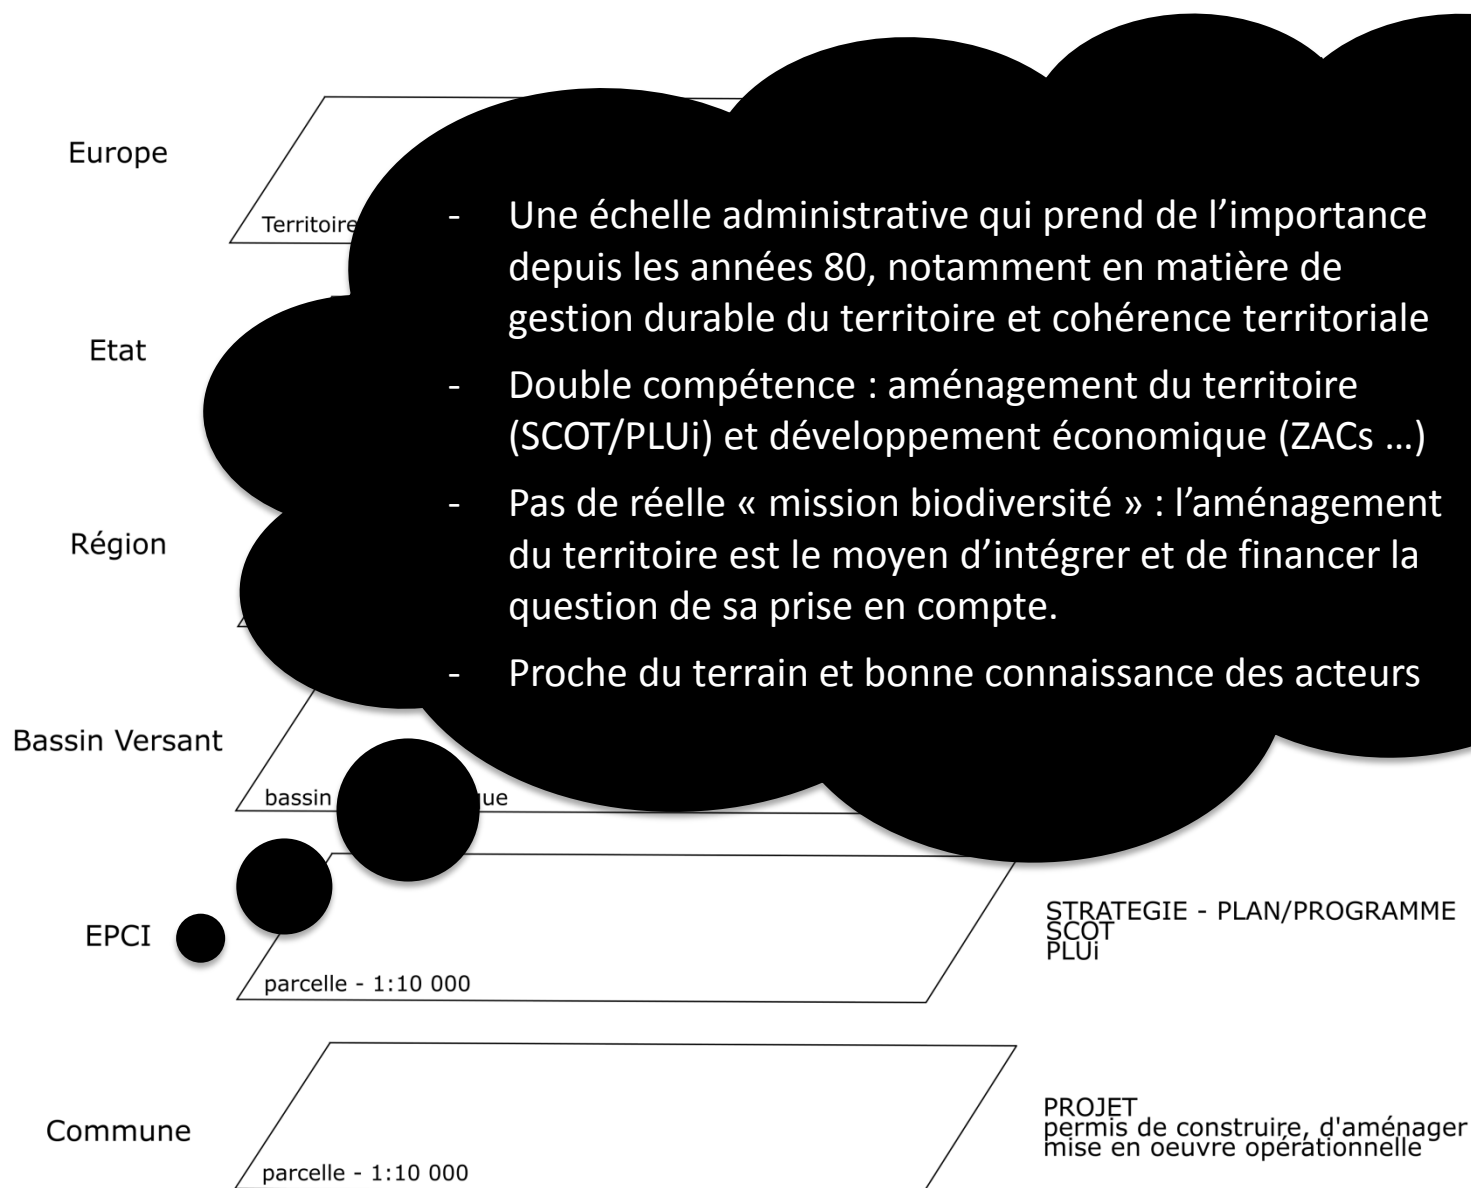 Europe
Territoire
- Une échelle administrative qui prend de l’importance
depuis les années 80, notamment en matière de
gestion durable du territoire et cohérence territoriale
Etat
- Double compétence : aménagement du territoire
(SCOT/PLUi) et développement économique (ZACs ...)
- Pas de réelle « mission biodiversité » : l’aménagement
du territoire est le moyen d’intégrer et de financer la
question de sa prise en compte.
Région
- Proche du terrain et bonne connaissance des acteurs
Bassin Versant
bassin
EPCI
parcelle - 1:10 000
STRATEGIE - PLAN/PROGRAMME
SCOT
PLUi
Commune
parcelle - 1:10 000
PROJET
permis de construire, d'aménager
mise en oeuvre opérationnelle